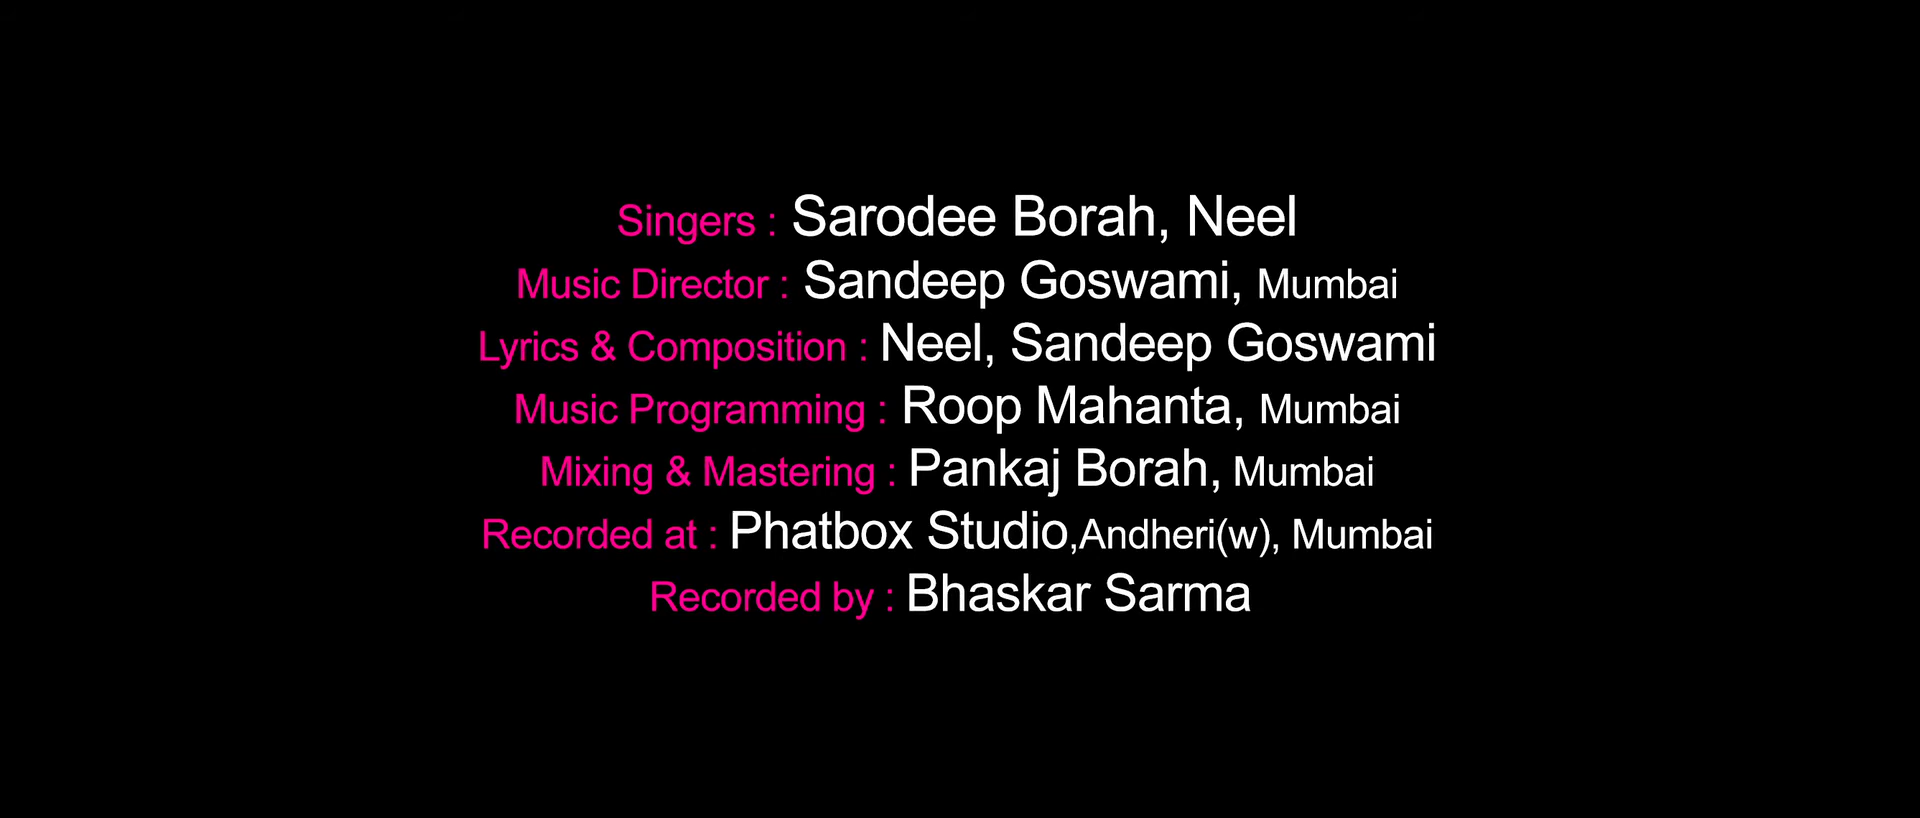 Singers : Sarodee Borah, Neel
Music Director : Sandeep Goswami, Mumbai
Lyrics & Composition : Neel, Sandeep Goswami
Music Programming : Roop Mahanta, Mumbai
Mixing & Mastering : Pankaj Borah, Mumbai
Recorded at : Phatbox Studio,Andheri(w), Mumbai
Recorded by : Bhaskar Sarma